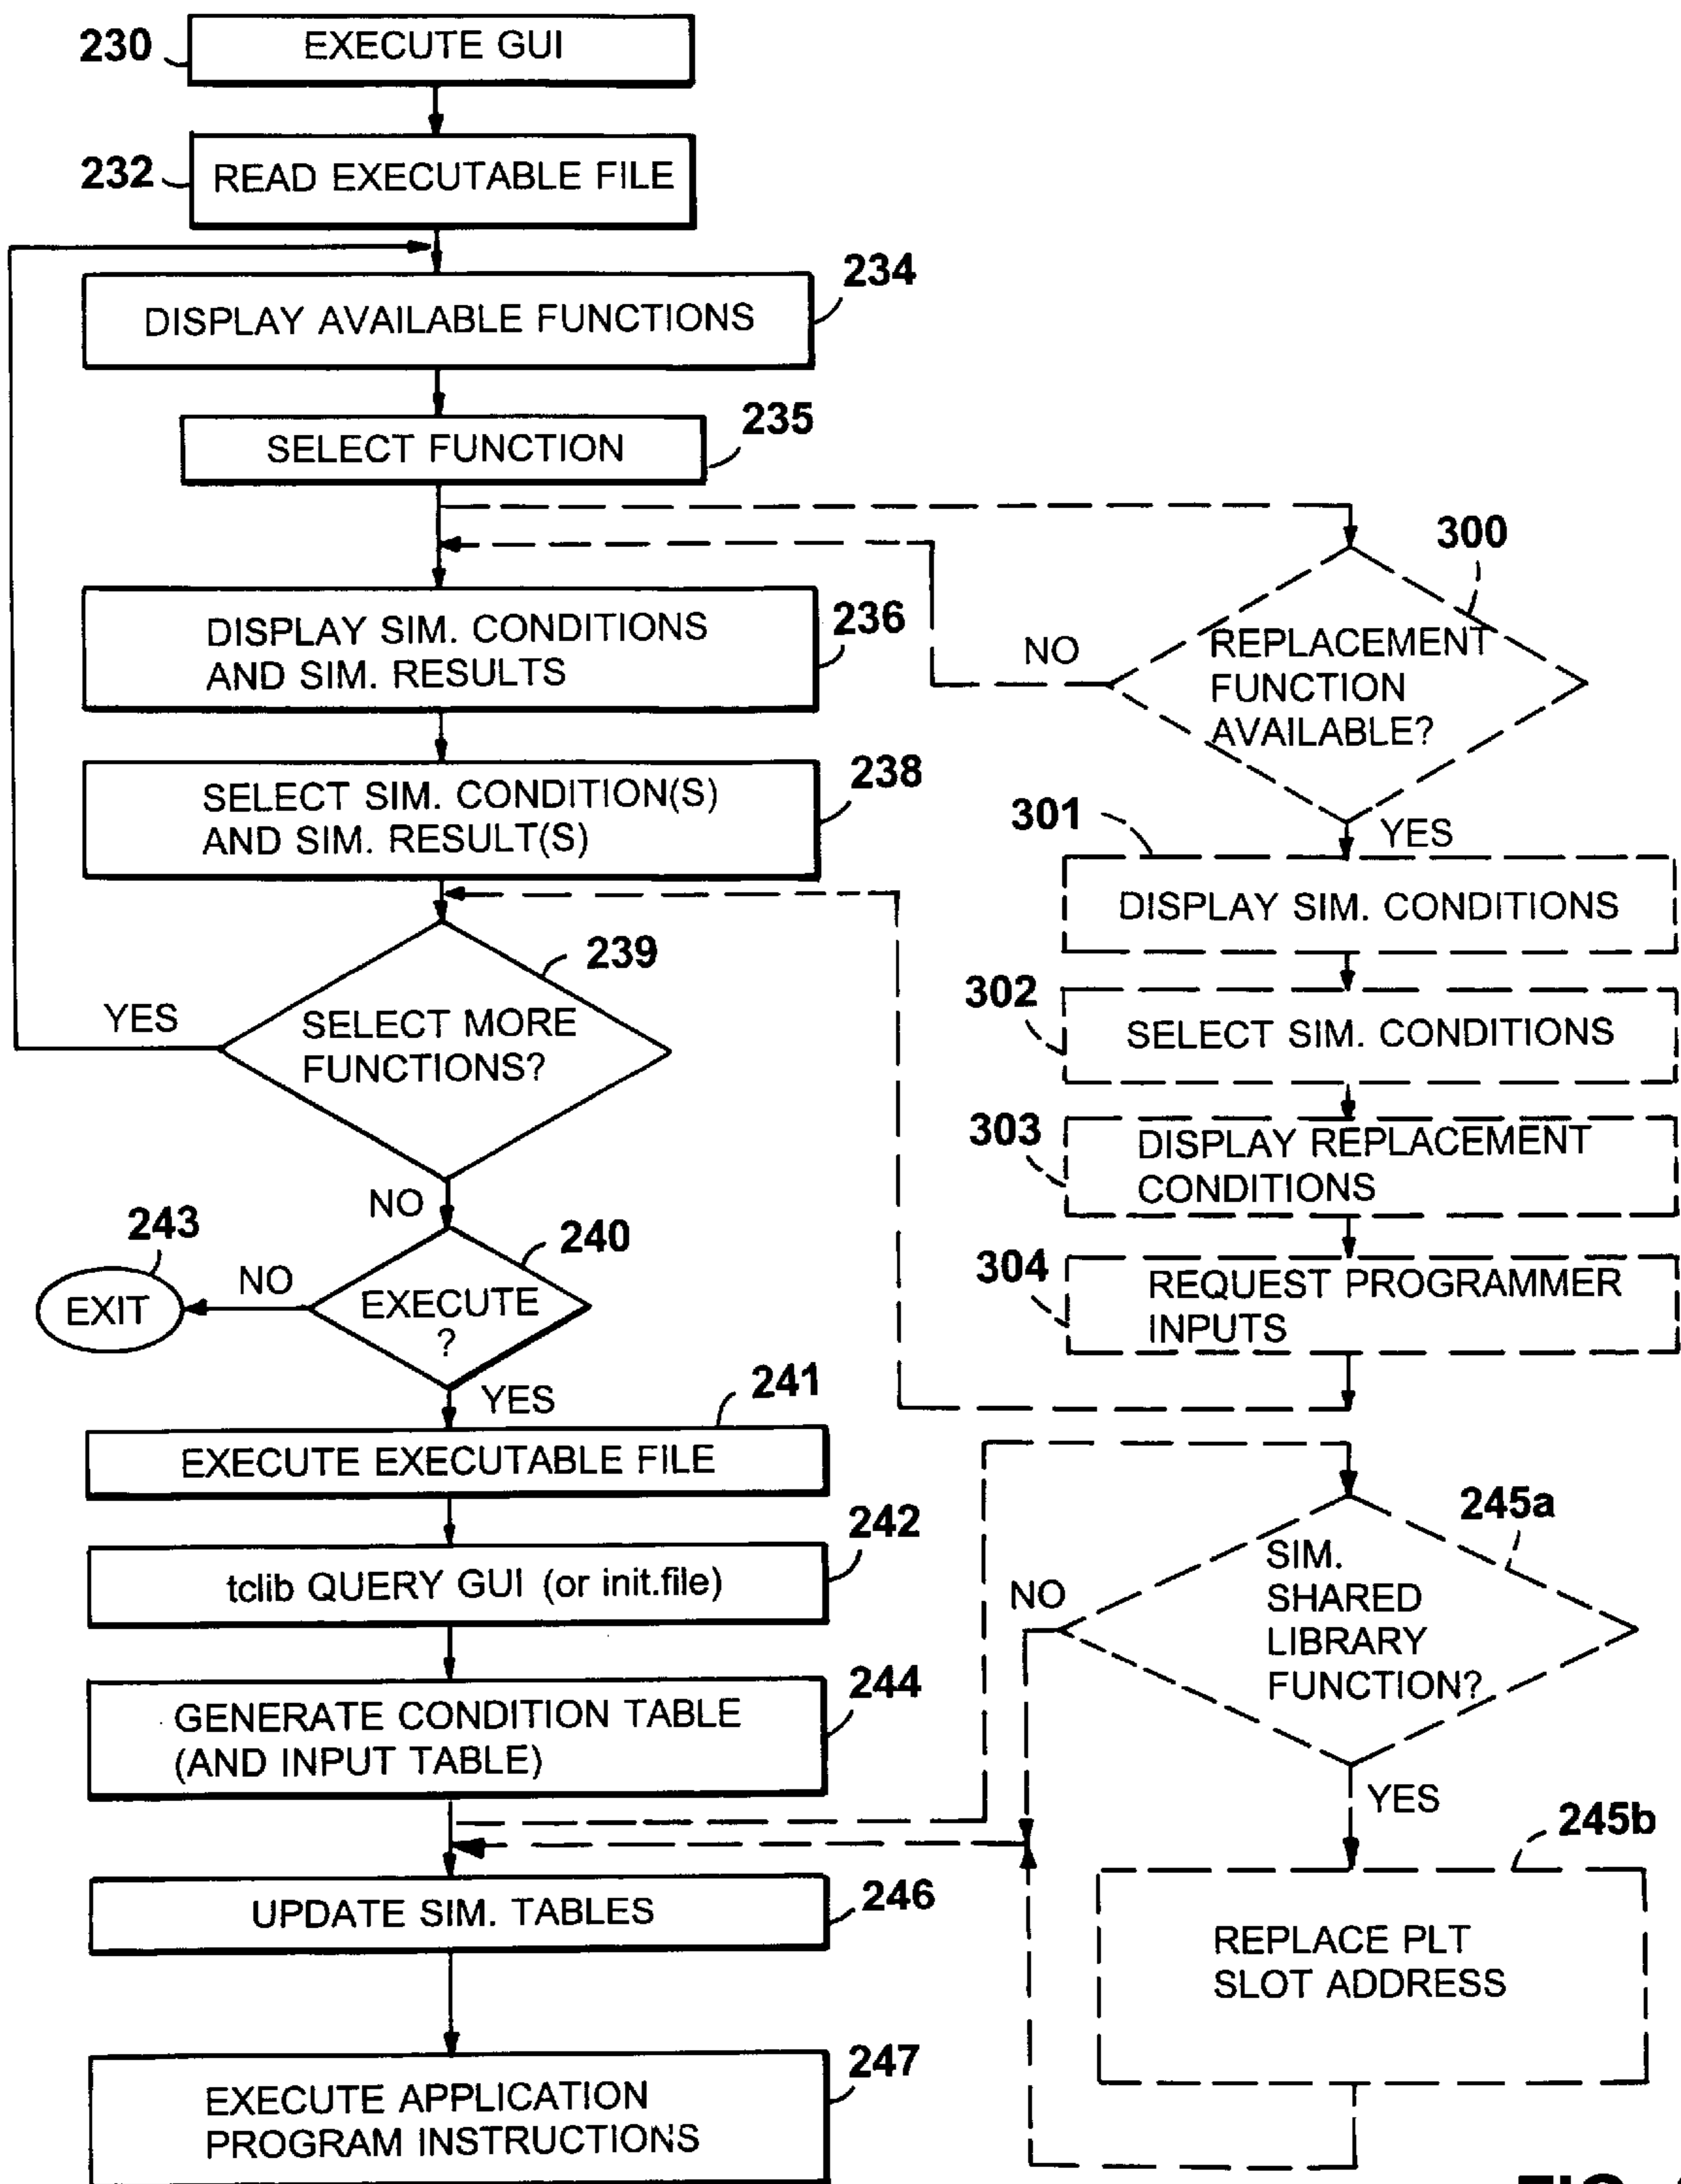 230
EXECUTE GUI
232
READ EXECUTABLE FILE
234
DISPLAY AVAILABLE FUNCTIONS
235
SELECT FUNCTION
300
REPLACEMENT
FUNCTION
AVAILABLE?
NO
YES
236
DISPLAY SIM. CONDITIONS
AND SIM. RESULTS
238
SELECT SIM. CONDITION(S)
AND SIM. RESULT(S)
301
DISPLAY SIM. CONDITIONS
302
SELECT SIM. CONDITIONS
303
DISPLAY REPLACEMENT
CONDITIONS
304
REQUEST PROGRAMMER
INPUTS
239
YES
SELECT MORE
FUNCTIONS?
NO
243
EXIT
NO
240
EXECUTE
?
YES
241
EXECUTE EXECUTABLE FILE
242
tclib QUERY GUI (or init.file)
244
GENERATE CONDITION TABLE
(AND INPUT TABLE)
245a
NO
SIM.
SHARED
LIBRARY
FUNCTION?
YES
245b
REPLACE PLT
SLOT ADDRESS
246
UPDATE SIM. TABLES
247
EXECUTE APPLICATION
PROGRAM INSTRUCTIONS
FIG.